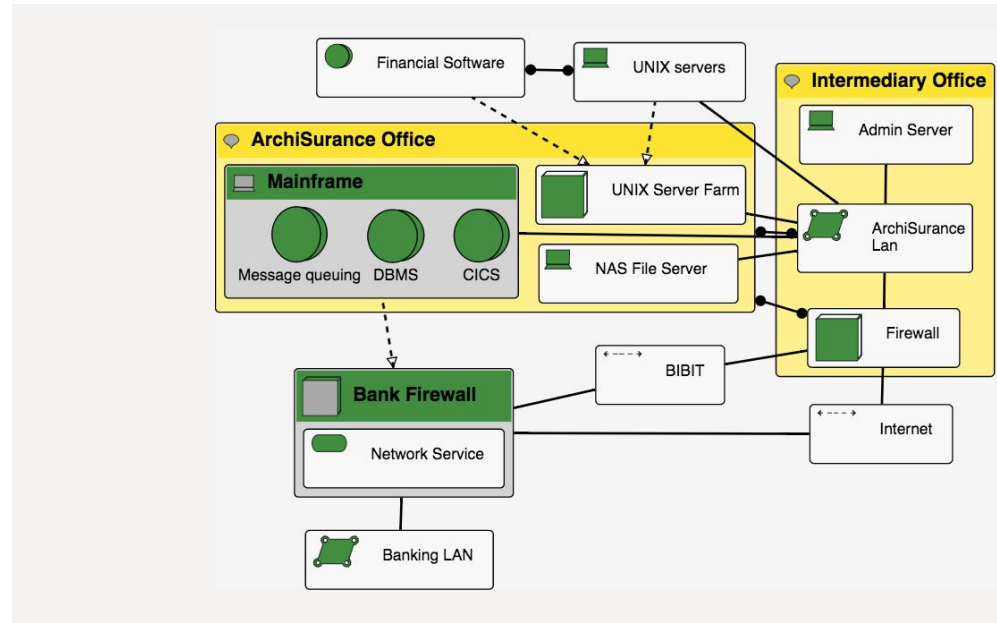 Financial Software
UNIX servers
Intermediary Office
Admin Server
ArchiSurance Office
Mainframe
UNIX Server Farm
ArchiSurance
Lan
Message queuing
DBMS
CICS
NAS File Server
Firewall
BIBIT
Bank Firewall
Internet
Network Service
Banking LAN